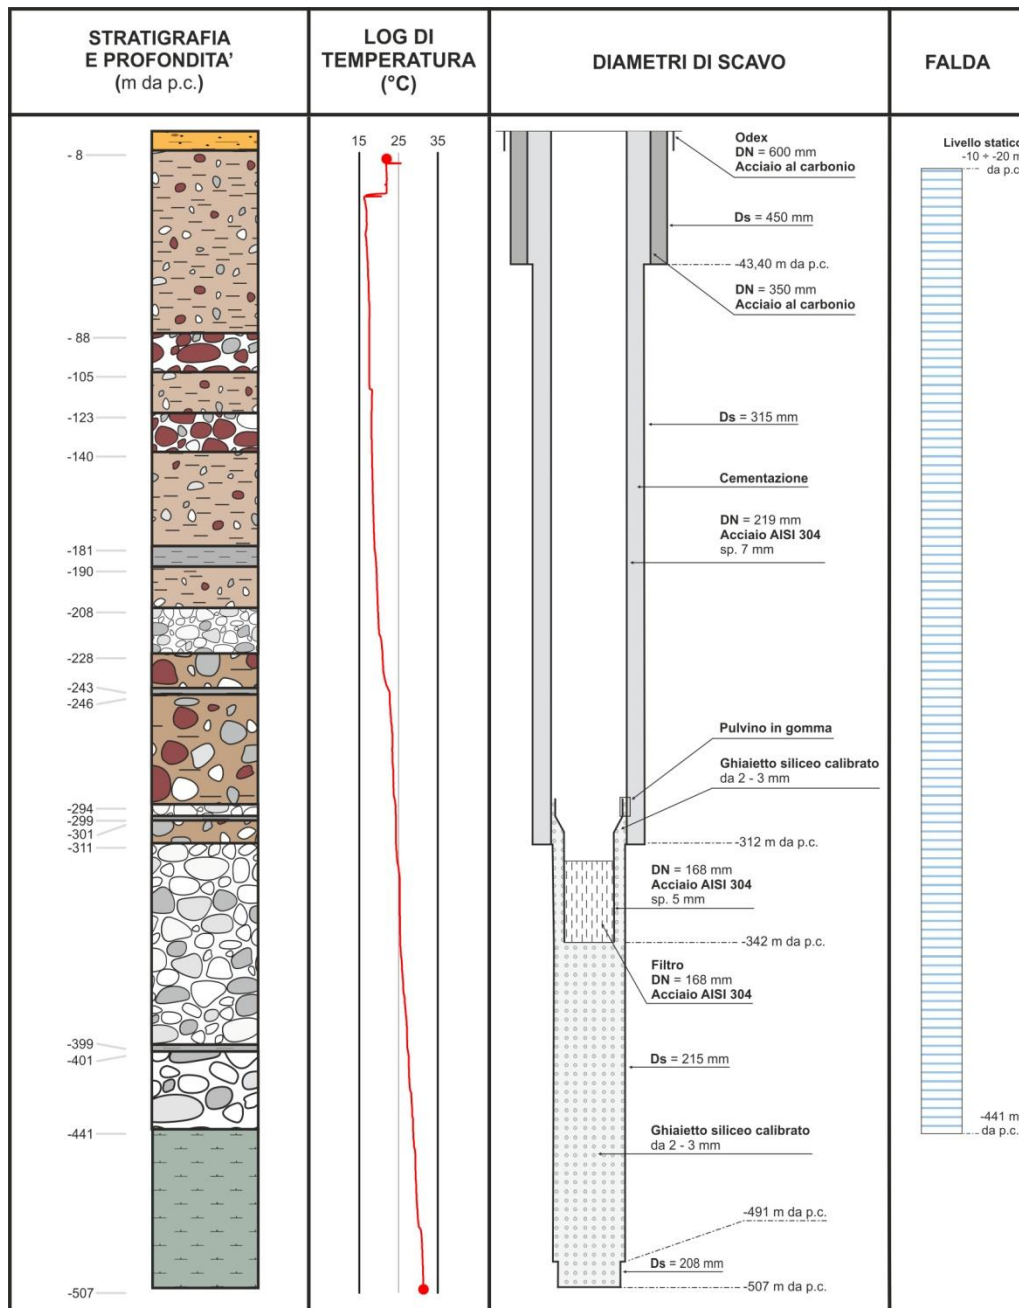 STRATIGRAFIA
E PROFONDITA'
(m da p.c.)
LOG DI
TEMPERATURA
(°C)
DIAMETRI DI SCAVO
FALDA
- 8
- 88
-105
-123
-140
-181
-190
-208
-228
-243
-246
-294
-299
-301
-311
-399
-401
-441
-507
15 25 35
Odex
DN = 600 mm
Acciaio al carbonio
Ds = 450 mm
-43,40 m da p.c.
DN = 350 mm
Acciaio al carbonio
Ds = 315 mm
Cementazione
DN = 219 mm
Acciaio AISI 304
sp. 7 mm
Pulvino in gomma
Ghiaietto siliceo calibrato
da 2 - 3 mm
-312 m da p.c.
DN = 168 mm
Acciaio AISI 304
sp. 5 mm
-342 m da p.c.
Filtro
DN = 168 mm
Acciaio AISI 304
Ds = 215 mm
Ghiaietto siliceo calibrato
da 2 - 3 mm
-491 m da p.c.
Ds = 208 mm
-507 m da p.c.
Livello statico
-10 ÷ -20 m
da p.c.
-441 m
da p.c.